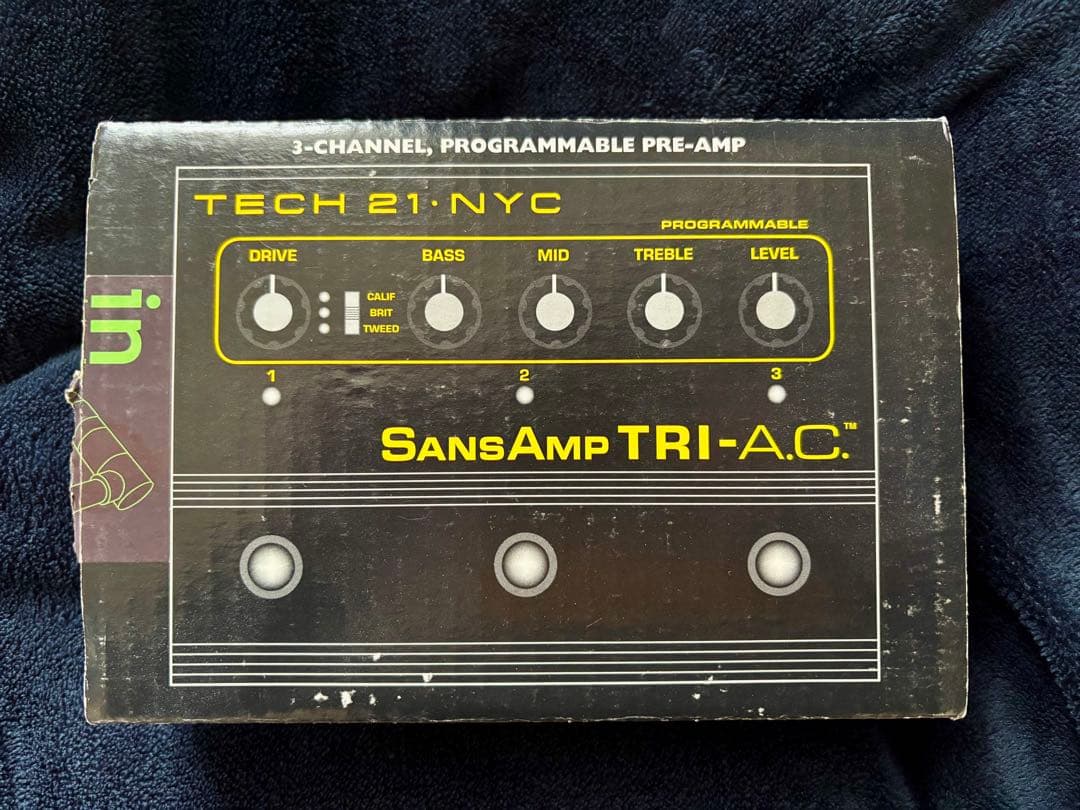 3-CHANNEL, PROGRAMMABLE PRE-AMP
TECH 21·NYC
PROGRAMMABLE
DRIVE BASS MID TREBLE LEVEL
CALIF
BRIT
TWEED
1 2 3
SANSAMP TRI-A.C.™
in